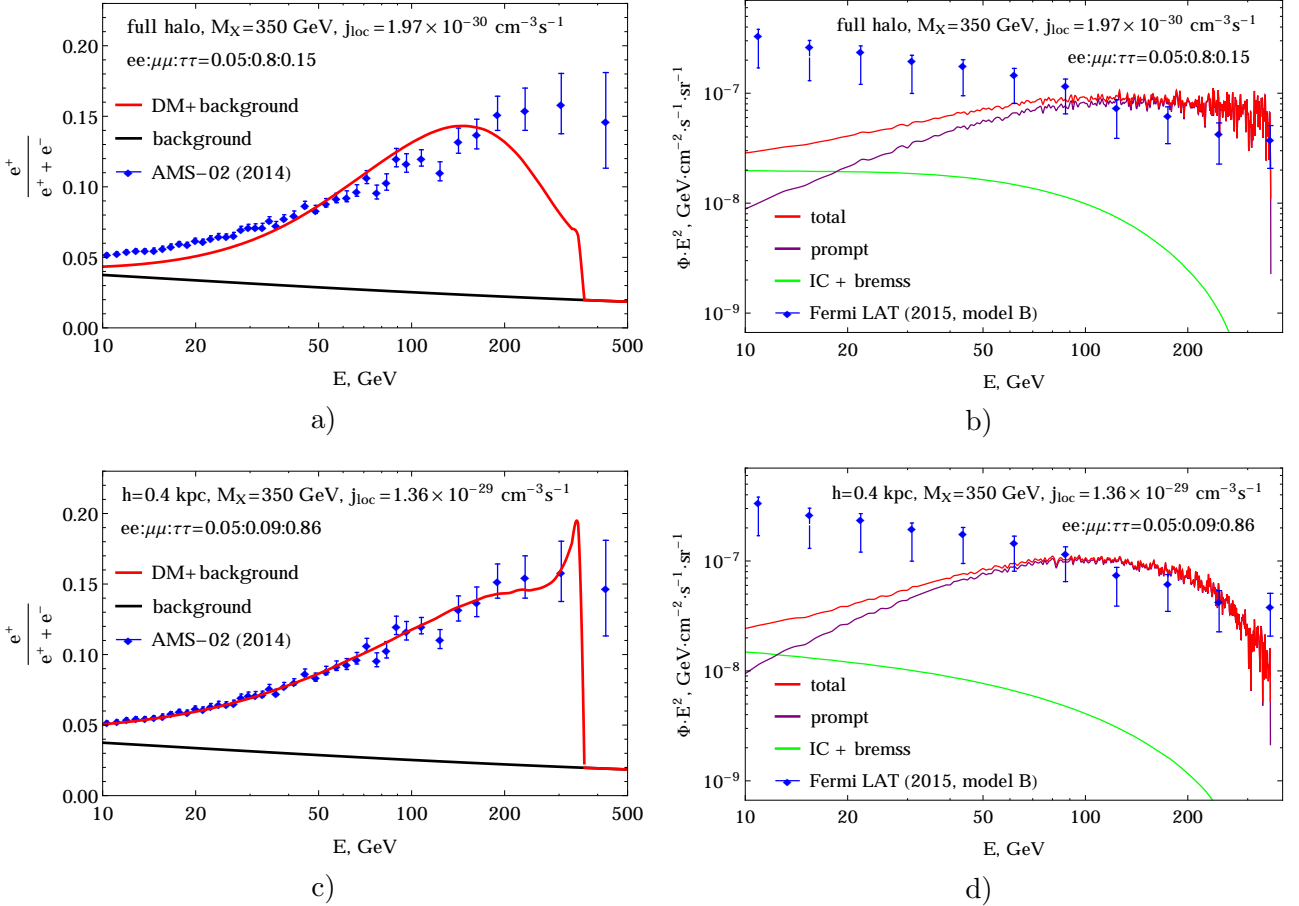 full halo, M_X=350 GeV, j_loc=1.97×10^−30 cm^−3s^−1
ee:μμ:ττ=0.05:0.8:0.15
DM+background
background
AMS−02 (2014)
e^+
e^+ + e^−
0.20
0.15
0.10
0.05
0.00
10 20 50 100 200 500
E, GeV
a)
full halo, M_X=350 GeV, j_loc=1.97×10^−30 cm^−3s^−1
ee:μμ:ττ=0.05:0.8:0.15
Φ·E^2, GeV·cm^−2·s^−1·sr^−1
10^−7
10^−8
10^−9
total
prompt
IC + bremss
Fermi LAT (2015, model B)
10 20 50 100 200
E, GeV
b)
h=0.4 kpc, M_X=350 GeV, j_loc=1.36×10^−29 cm^−3s^−1
ee:μμ:ττ=0.05:0.09:0.86
DM+background
background
AMS−02 (2014)
e^+
e^+ + e^−
0.20
0.15
0.10
0.05
0.00
10 20 50 100 200 500
E, GeV
c)
h=0.4 kpc, M_X=350 GeV, j_loc=1.36×10^−29 cm^−3s^−1
ee:μμ:ττ=0.05:0.09:0.86
Φ·E^2, GeV·cm^−2·s^−1·sr^−1
10^−7
10^−8
10^−9
total
prompt
IC + bremss
Fermi LAT (2015, model B)
10 20 50 100 200
E, GeV
d)